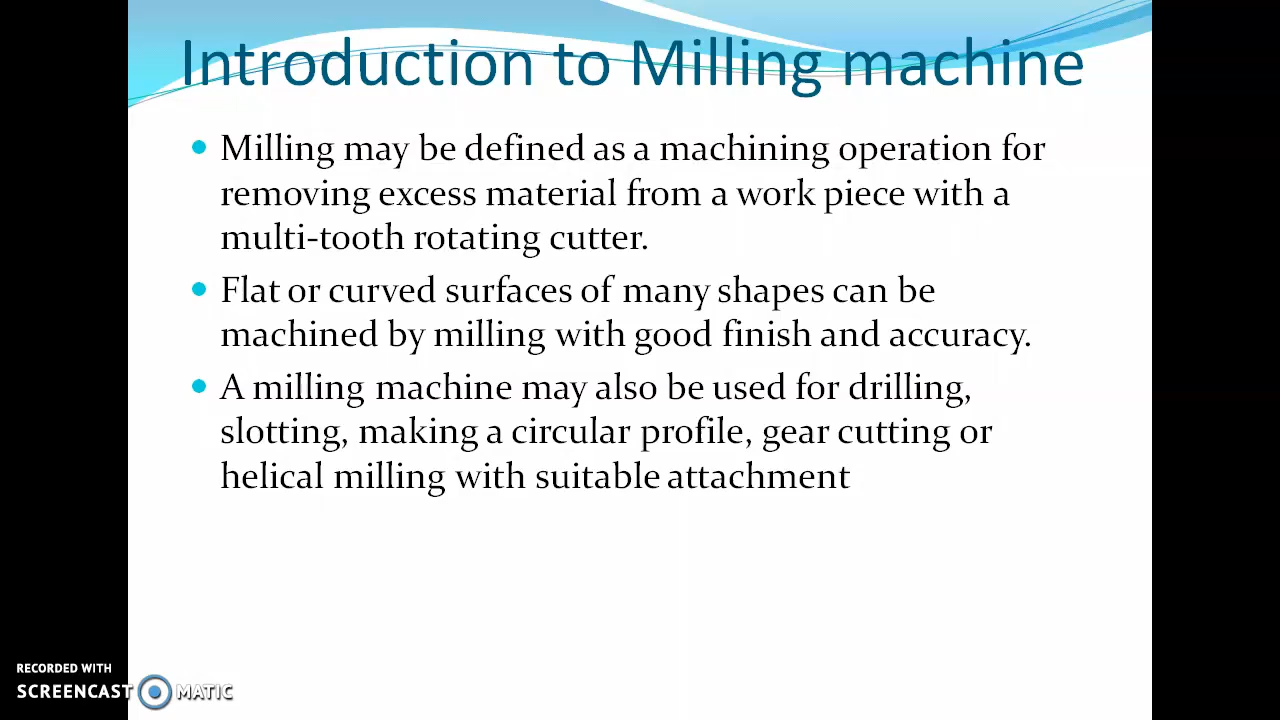 Introduction to Milling machine
Milling may be defined as a machining operation for
removing excess material from a work piece with a
multi-tooth rotating cutter.
Flat or curved surfaces of many shapes can be
machined by milling with good finish and accuracy.
A milling machine may also be used for drilling,
slotting, making a circular profile, gear cutting or
helical milling with suitable attachment
RECORDED WITH
SCREENCAST MATIC